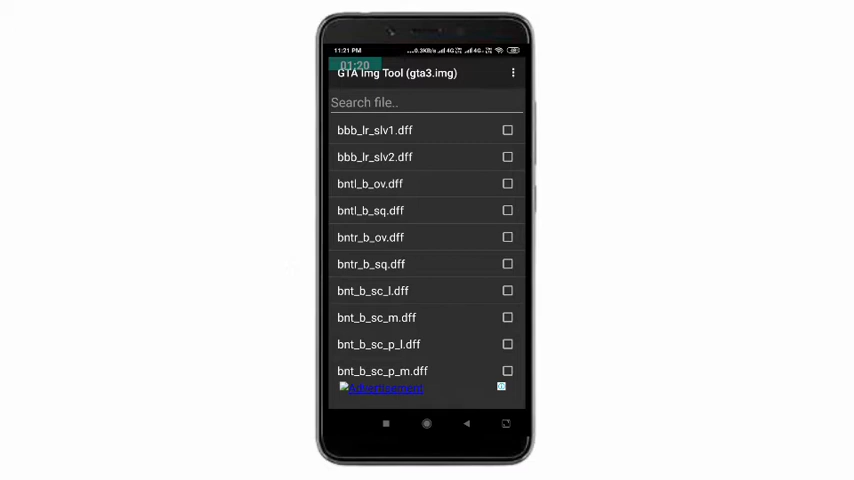 11:21 PM
01:20
GTA Img Tool (gta3.img)
Search file..
bbb_lr_slv1.dff
bbb_lr_slv2.dff
bntl_b_ov.dff
bntl_b_sq.dff
bntr_b_ov.dff
bntr_b_sq.dff
bnt_b_sc_l.dff
bnt_b_sc_m.dff
bnt_b_sc_p_l.dff
bnt_b_sc_p_m.dff
Advertisement